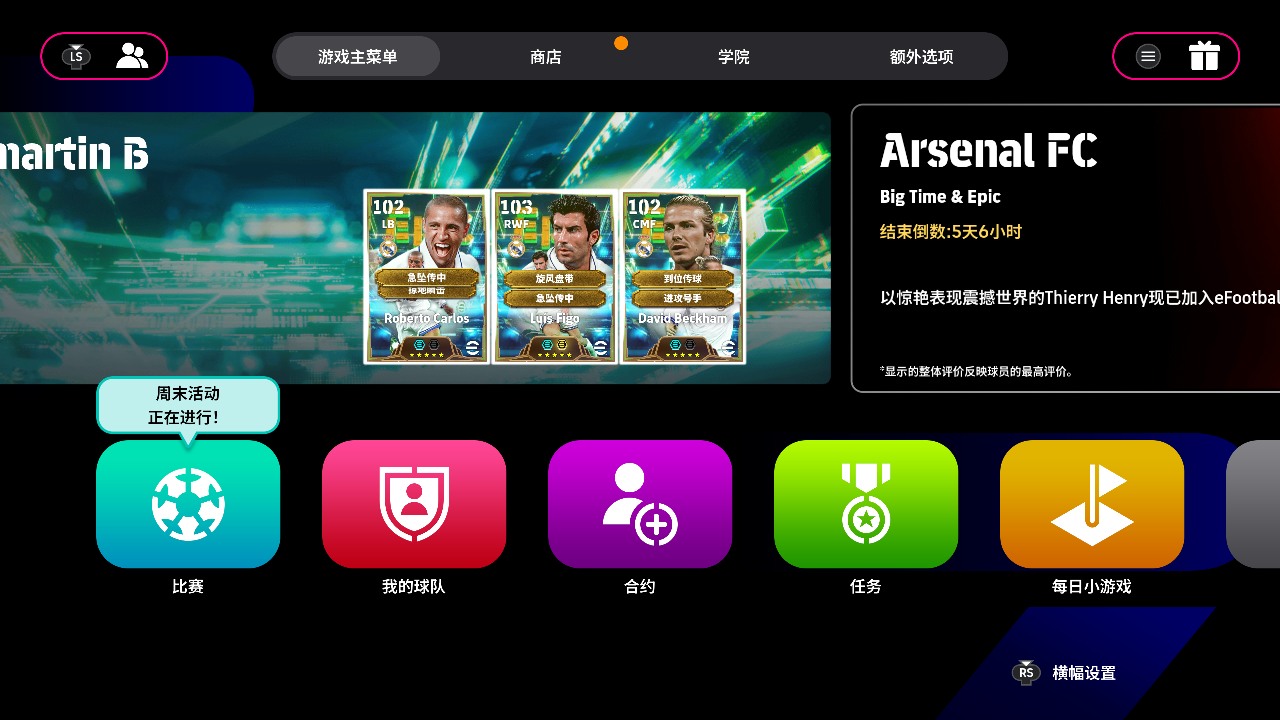 LS
游戏主菜单
商店
学院
额外选项
martin B
102
LB
急坠传中
掠地瞬击
Roberto Carlos
103
RWF
旋风盘带
急坠传中
Luis Figo
102
CMF
到位传球
进攻号手
David Beckham
Arsenal FC
Big Time & Epic
结束倒数:5天6小时
以惊艳表现震撼世界的Thierry Henry现已加入eFootbal
*显示的整体评价反映球员的最高评价。
周末活动
正在进行!
比赛
我的球队
合约
任务
每日小游戏
RS
横幅设置